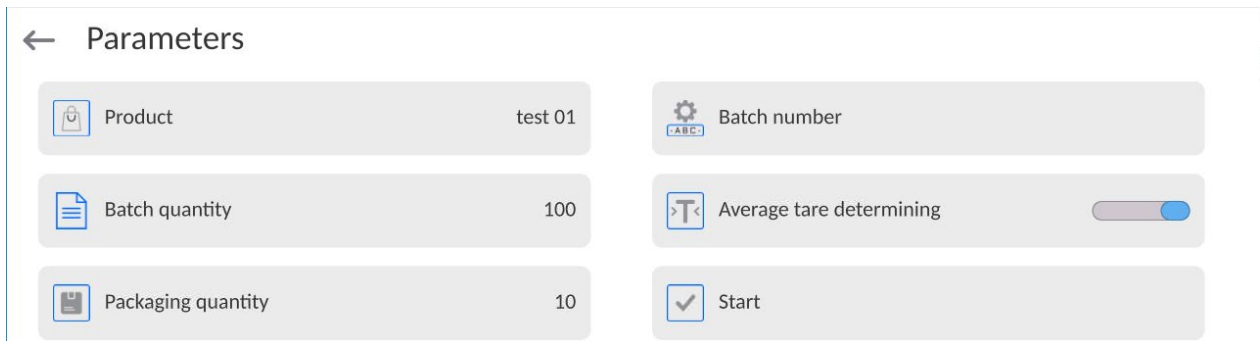 Parameters
Product test 01
Batch number
Batch quantity 100
Average tare determining
Packaging quantity 10
Start
-ABC-
>T<